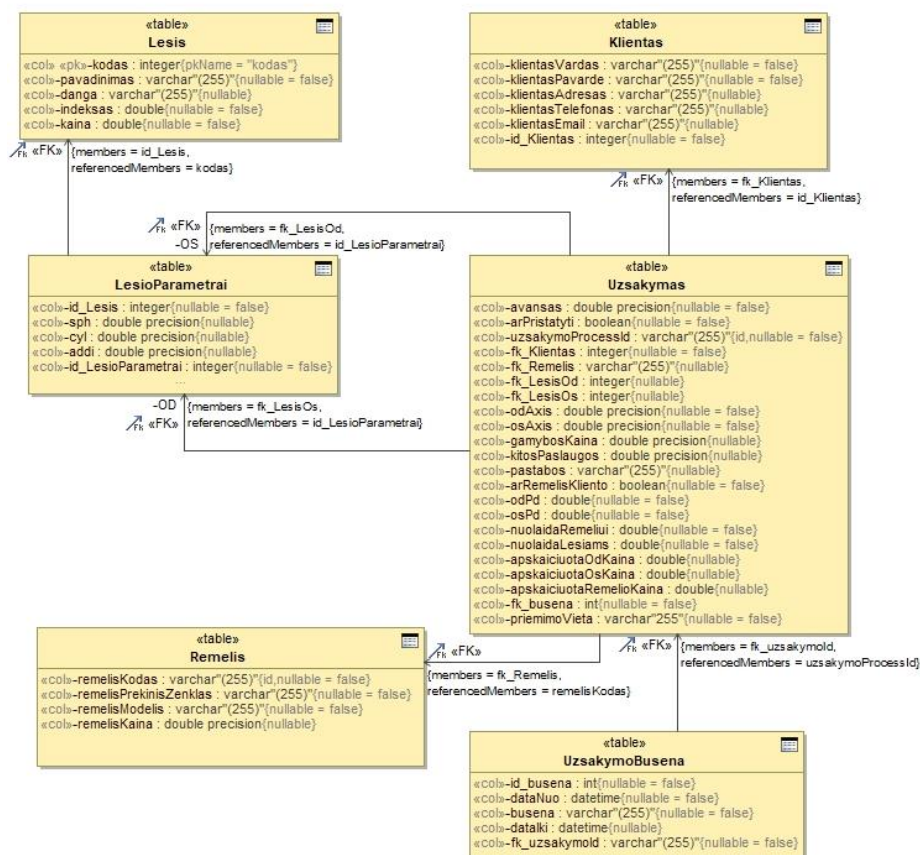 «table»
Lesis
«col» «pk»-kodas : integer{pkName = "kodas"}
«col»-pavadinimas : varchar"(255)"{nullable = false}
«col»-danga : varchar"(255)"{nullable}
«col»-indeksas : double{nullable = false}
«col»-kaina : double{nullable = false}
«table»
Klientas
«col»-klientasVardas : varchar"(255)"{nullable = false}
«col»-klientasPavarde : varchar"(255)"{nullable = false}
«col»-klientasAdresas : varchar"(255)"{nullable}
«col»-klientasTelefonas : varchar"(255)"{nullable}
«col»-klientasEmail : varchar"(255)"{nullable}
«col»-id_Klientas : integer{nullable = false}
Fk «FK» {members = id_Lesis,
referencedMembers = kodas}
Fk «FK» {members = fk_Klientas,
referencedMembers = id_Klientas}
Fk «FK» {members = fk_LesisOd,
-OS referencedMembers = id_LesioParametrai}
«table»
LesioParametrai
«col»-id_Lesis : integer{nullable = false}
«col»-sph : double precision{nullable}
«col»-cyl : double precision{nullable}
«col»-addi : double precision{nullable}
«col»-id_LesioParametrai : integer{nullable = false}
...
-OD {members = fk_LesisOs,
Fk «FK» referencedMembers = id_LesioParametrai}
«table»
Uzsakymas
«col»-avansas : double precision{nullable = false}
«col»-arPristatyti : boolean{nullable = false}
«col»-uzsakymoProcessId : varchar"(255)"{id,nullable = false}
«col»-fk_Klientas : integer{nullable = false}
«col»-fk_Remelis : varchar"(255)"{nullable}
«col»-fk_LesisOd : integer{nullable}
«col»-fk_LesisOs : integer{nullable}
«col»-odAxis : double precision{nullable = false}
«col»-osAxis : double precision{nullable = false}
«col»-gamybosKaina : double precision{nullable}
«col»-kitosPaslaugos : double precision{nullable}
«col»-pastabos : varchar"(255)"{nullable}
«col»-arRemelisKliento : boolean{nullable = false}
«col»-odPd : double{nullable = false}
«col»-osPd : double{nullable = false}
«col»-nuolaidaRemeliui : double{nullable = false}
«col»-nuolaidaLesiams : double{nullable = false}
«col»-apskaiciuotaOdKaina : double{nullable}
«col»-apskaiciuotaOsKaina : double{nullable}
«col»-apskaiciuotaRemelioKaina : double{nullable}
«col»-fk_busena : int{nullable = false}
«col»-priemimoVieta : varchar"255"{nullable = false}
«table»
Remelis
«col»-remelisKodas : varchar"(255)"{id,nullable = false}
«col»-remelisPrekinisZenklas : varchar"(255)"{nullable = false}
«col»-remelisModelis : varchar"(255)"{nullable = false}
«col»-remelisKaina : double precision{nullable}
Fk «FK»
{members = fk_Remelis,
referencedMembers = remelisKodas}
Fk «FK» {members = fk_uzsakymoId,
referencedMembers = uzsakymoProcessId}
«table»
UzsakymoBusena
«col»-id_busena : int{nullable = false}
«col»-dataNuo : datetime{nullable = false}
«col»-busena : varchar"(255)"{nullable = false}
«col»-dataIki : datetime{nullable}
«col»-fk_uzsakymoId : varchar"(255)"{nullable = false}